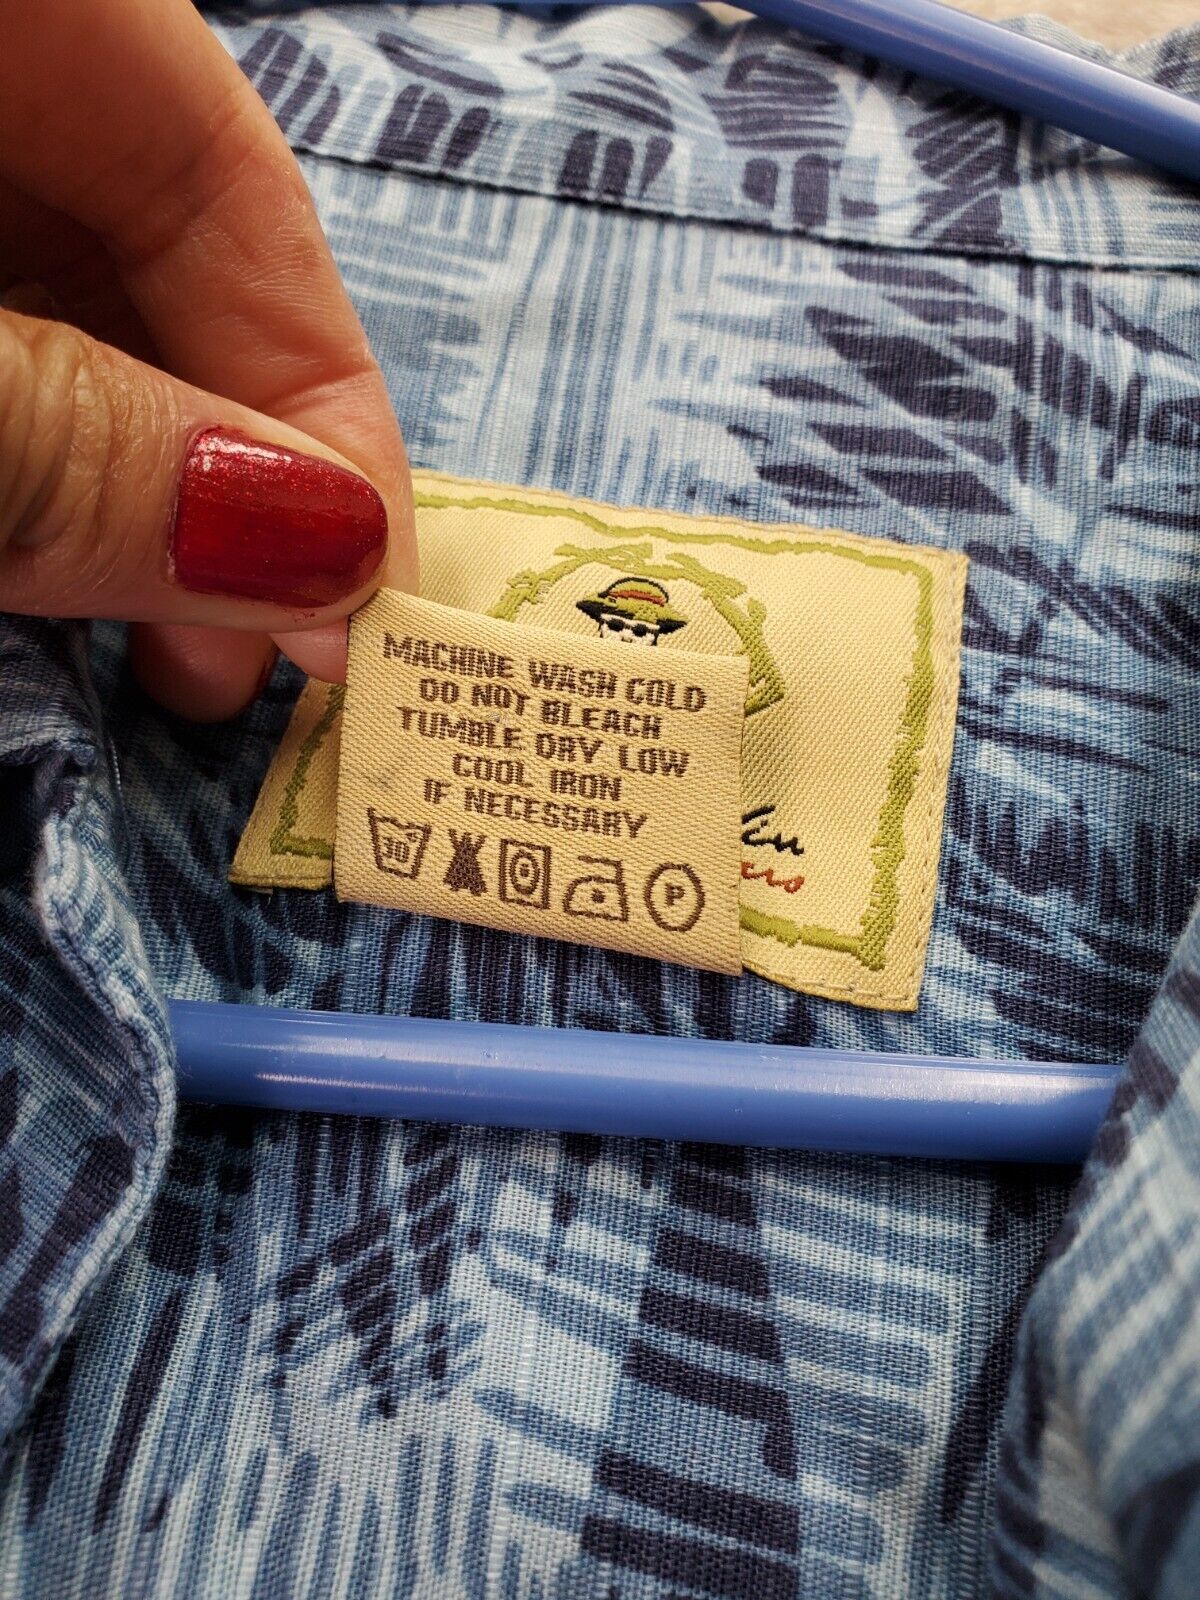 MACHINE WASH COLD
DO NOT BLEACH
TUMBLE DRY LOW
COOL IRON
IF NECESSARY
30
P